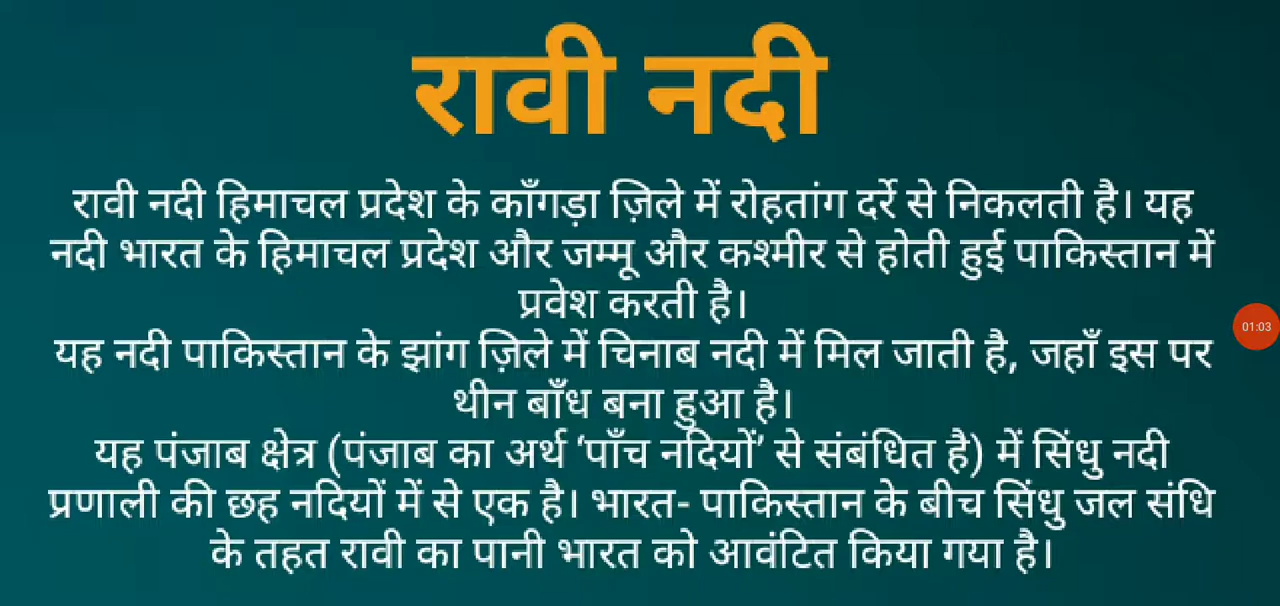 रावी नदी
रावी नदी हिमाचल प्रदेश के काँगड़ा ज़िले में रोहतांग दर्रे से निकलती है। यह
नदी भारत के हिमाचल प्रदेश और जम्मू और कश्मीर से होती हुई पाकिस्तान में
प्रवेश करती है।
यह नदी पाकिस्तान के झांग ज़िले में चिनाब नदी में मिल जाती है, जहाँ इस पर
थीन बाँध बना हुआ है।
यह पंजाब क्षेत्र (पंजाब का अर्थ ‘पाँच नदियों’ से संबंधित है) में सिंधु नदी
प्रणाली की छह नदियों में से एक है। भारत- पाकिस्तान के बीच सिंधु जल संधि
के तहत रावी का पानी भारत को आवंटित किया गया है।
01:03